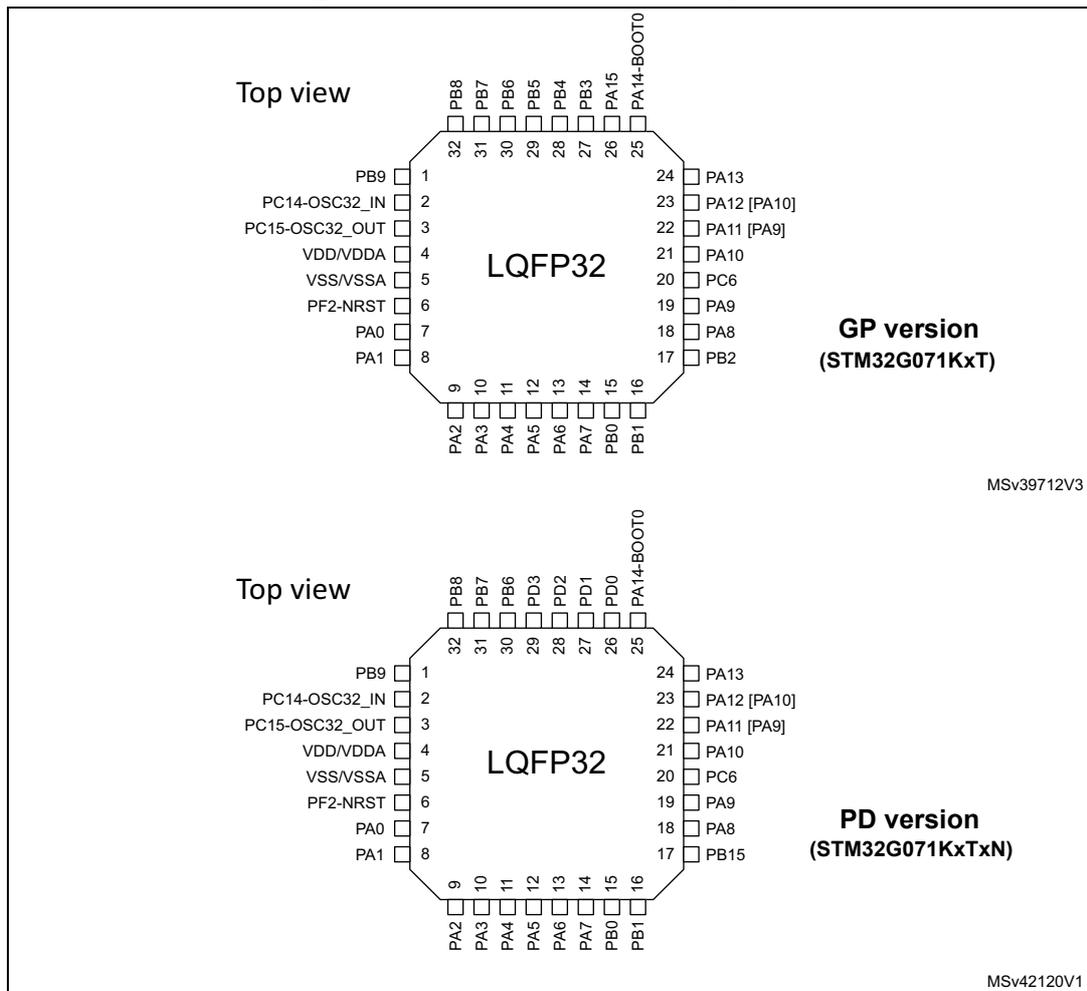 Top view
PB8
PB7
PB6
PB5
PB4
PB3
PA15
PA14-BOOT0
32
31
30
29
28
27
26
25
PB9 1
PC14-OSC32_IN 2
PC15-OSC32_OUT 3
VDD/VDDA 4
VSS/VSSA 5
PF2-NRST 6
PA0 7
PA1 8
LQFP32
24 PA13
23 PA12 [PA10]
22 PA11 [PA9]
21 PA10
20 PC6
19 PA9
18 PA8
17 PB2
9
10
11
12
13
14
15
16
PA2
PA3
PA4
PA5
PA6
PA7
PB0
PB1
GP version
(STM32G071KxT)
MSv39712V3
Top view
PB8
PB7
PB6
PD3
PD2
PD1
PD0
PA14-BOOT0
32
31
30
29
28
27
26
25
PB9 1
PC14-OSC32_IN 2
PC15-OSC32_OUT 3
VDD/VDDA 4
VSS/VSSA 5
PF2-NRST 6
PA0 7
PA1 8
LQFP32
24 PA13
23 PA12 [PA10]
22 PA11 [PA9]
21 PA10
20 PC6
19 PA9
18 PA8
17 PB15
9
10
11
12
13
14
15
16
PA2
PA3
PA4
PA5
PA6
PA7
PB0
PB1
PD version
(STM32G071KxTxN)
MSv42120V1